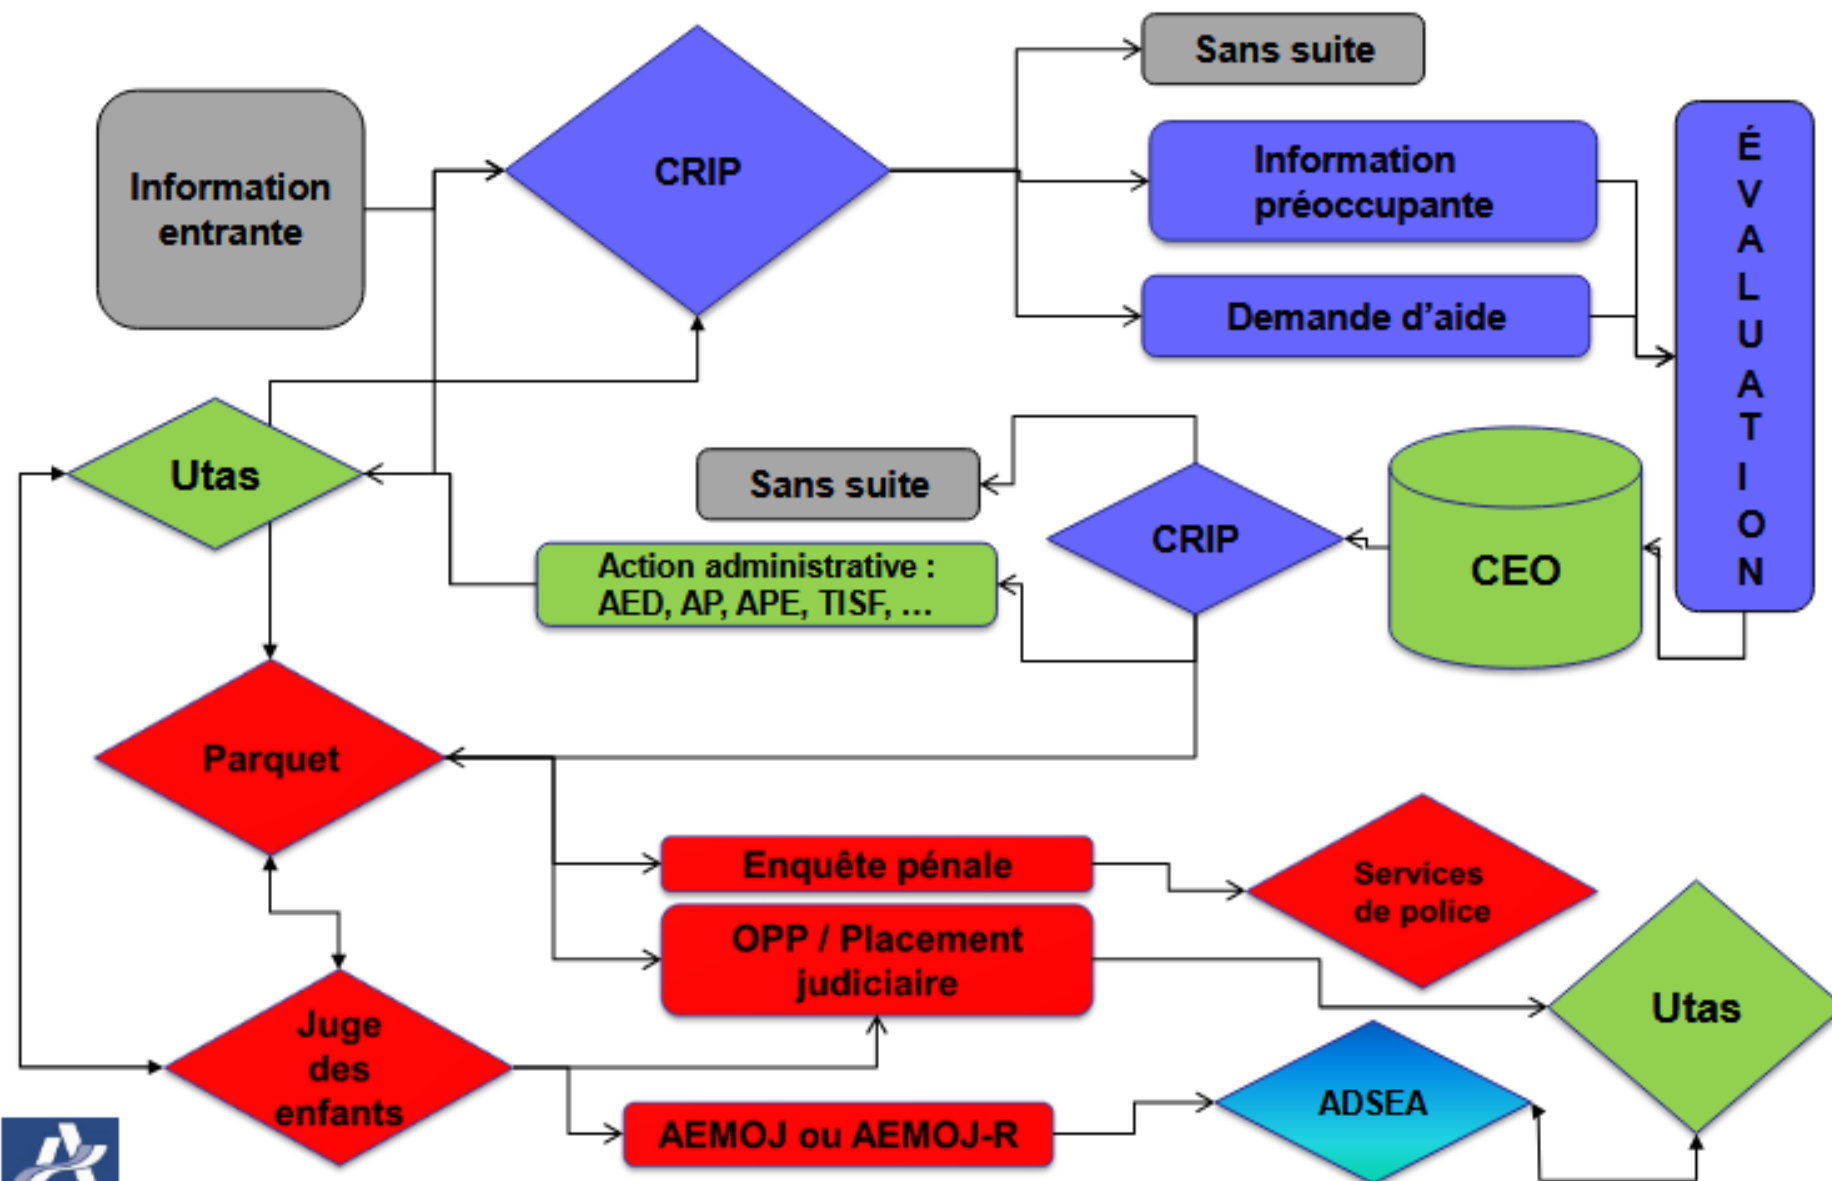 Sans suite
Information
entrante
CRIP
Information
préoccupante
Demande d'aide
É
V
A
L
U
A
T
I
O
N
Utas
Sans suite
CRIP
CEO
Action administrative :
AED, AP, APE, TISF, ...
Parquet
Enquête pénale
Services
de police
OPP / Placement
judiciaire
Utas
Juge
des
enfants
AEMOJ ou AEMOJ-R
ADSEA